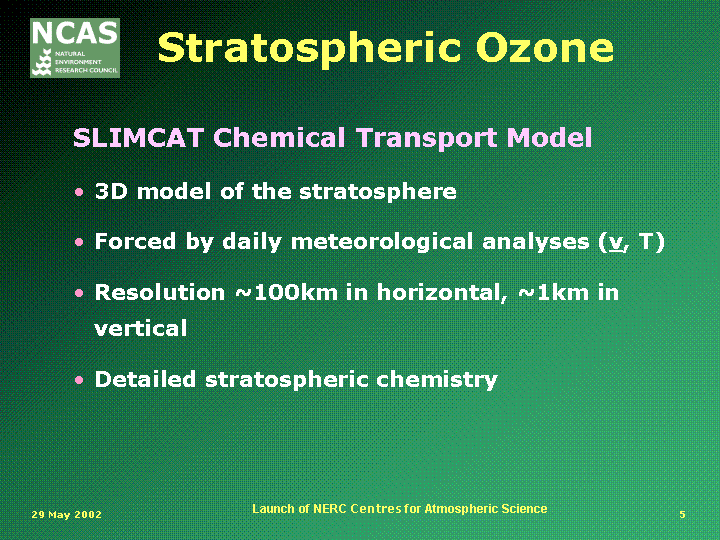 NCAS
NATURAL
ENVIRONMENT
RESEARCH COUNCIL
Stratospheric Ozone
SLIMCAT Chemical Transport Model
• 3D model of the stratosphere
• Forced by daily meteorological analyses (v, T)
• Resolution ~100km in horizontal, ~1km in
vertical
• Detailed stratospheric chemistry
29 May 2002
Launch of NERC Centres for Atmospheric Science
5